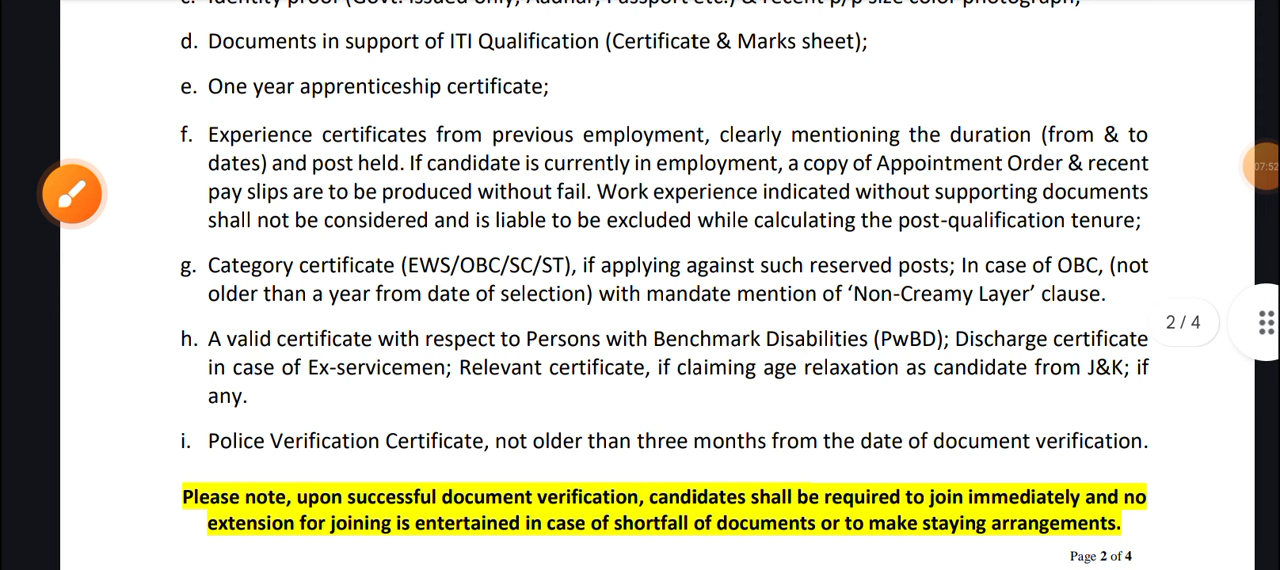 d. Documents in support of ITI Qualification (Certificate & Marks sheet);
e. One year apprenticeship certificate;
f. Experience certificates from previous employment, clearly mentioning the duration (from & to
dates) and post held. If candidate is currently in employment, a copy of Appointment Order & recent
pay slips are to be produced without fail. Work experience indicated without supporting documents
shall not be considered and is liable to be excluded while calculating the post-qualification tenure;
g. Category certificate (EWS/OBC/SC/ST), if applying against such reserved posts; In case of OBC, (not
older than a year from date of selection) with mandate mention of ‘Non-Creamy Layer’ clause.
h. A valid certificate with respect to Persons with Benchmark Disabilities (PwBD); Discharge certificate
in case of Ex-servicemen; Relevant certificate, if claiming age relaxation as candidate from J&K; if
any.
i. Police Verification Certificate, not older than three months from the date of document verification.
Please note, upon successful document verification, candidates shall be required to join immediately and no
extension for joining is entertained in case of shortfall of documents or to make staying arrangements.
Page 2 of 4
07:52
2 / 4